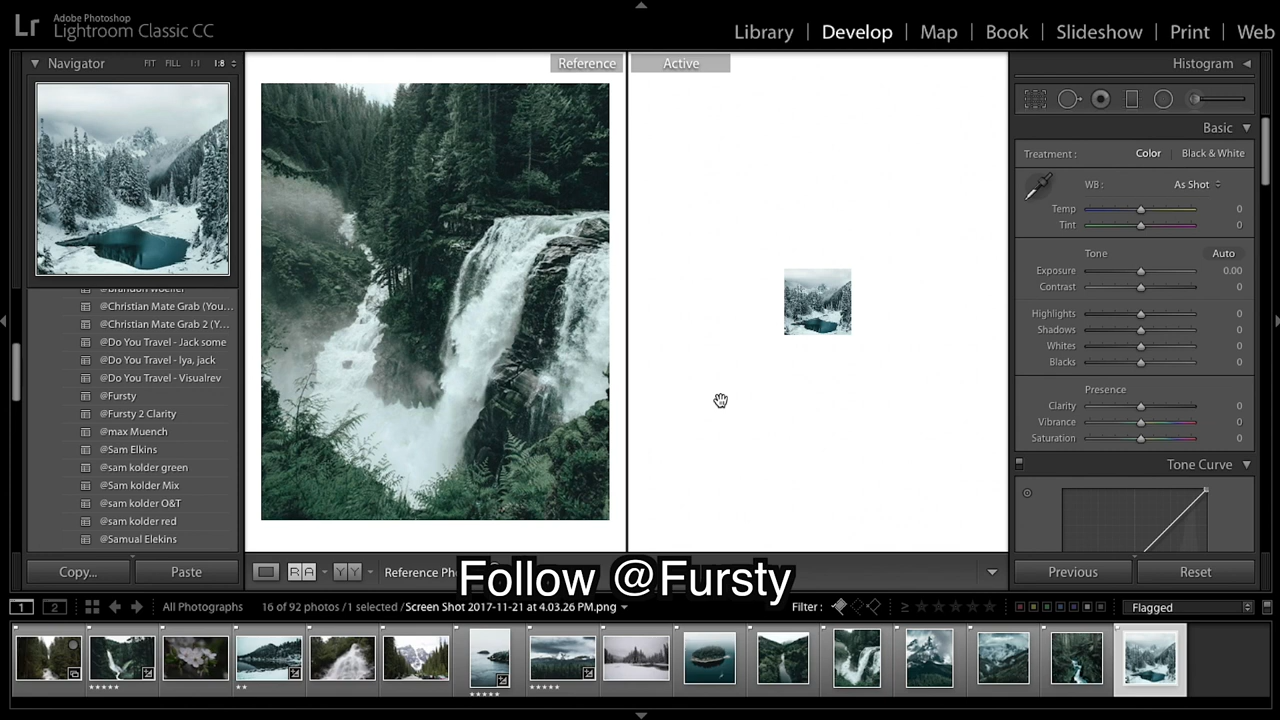 Lr
Adobe Photoshop
Lightroom Classic CC
Library | Develop | Map | Book | Slideshow | Print | Web
Navigator
FIT FILL 1:1 1:8
@Christian Mate Grab (You...
@Christian Mate Grab 2 (Y...
@Do You Travel - Jack some
@Do You Travel - lya, jack
@Do You Travel - Visualrev
@Fursty
@Fursty 2 Clarity
@max Muench
@Sam Elkins
@sam kolder green
@Sam kolder Mix
@sam kolder O&T
@sam kolder red
@Samual Elekins
Copy...
Paste
Reference
Active
Histogram
Basic
Treatment :
Color
Black & White
WB :
As Shot
Temp 0
Tint 0
Tone
Auto
Exposure 0.00
Contrast 0
Highlights 0
Shadows 0
Whites 0
Blacks 0
Presence
Clarity 0
Vibrance 0
Saturation 0
Tone Curve
Previous
Reset
R A
Y Y
Reference
Follow @Fursty
1
2
All Photographs
16 of 92 photos / 1 selected / Screen Shot 2017-11-21 at 4.03.26 PM.png
Filter :
Flagged